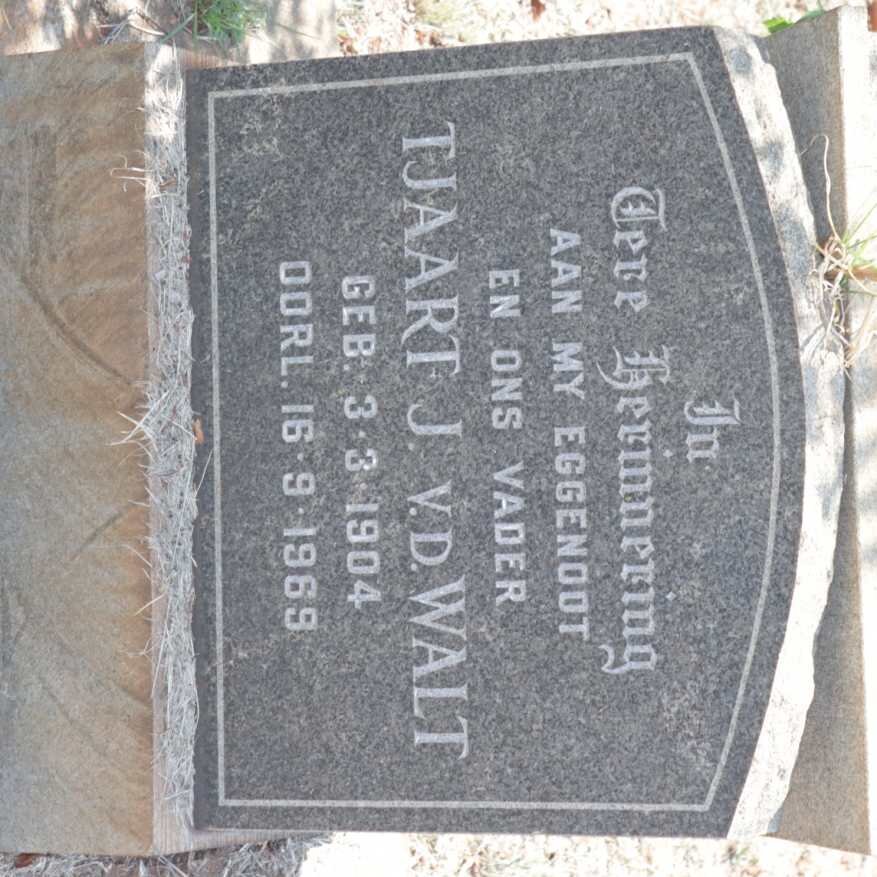 In
Tere Herinnering
AAN MY EGGENOOT
EN ONS VADER
TJAART J. V.D. WALT
GEB. 3·3·1904
OORL. 16·9·1969